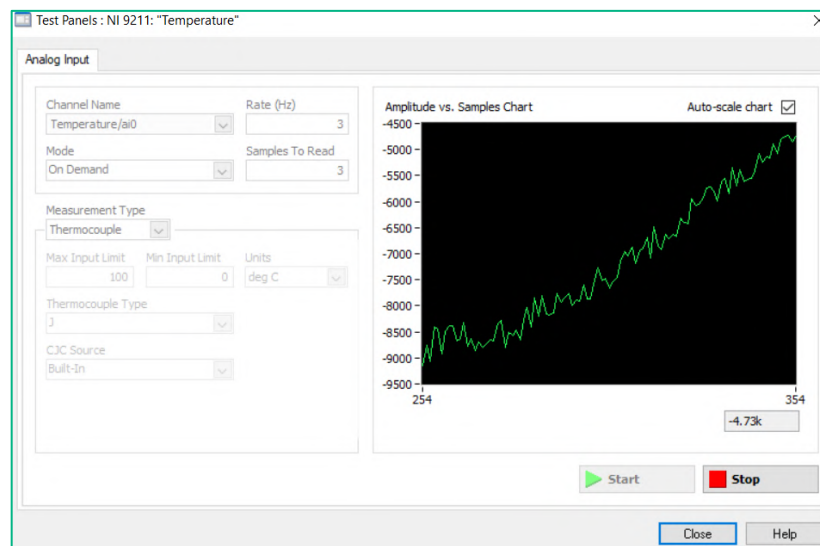 Test Panels : NI 9211: "Temperature"
Analog Input
Channel Name
Rate (Hz)
Temperature/ai0
3
Mode
Samples To Read
On Demand
3
Measurement Type
Thermocouple
Max Input Limit
Min Input Limit
Units
100
0
deg C
Thermocouple Type
J
CJC Source
Built-In
Amplitude vs. Samples Chart
Auto-scale chart
-4500
-5000
-5500
-6000
-6500
-7000
-7500
-8000
-8500
-9000
-9500
254
354
-4.73k
Start
Stop
Close
Help